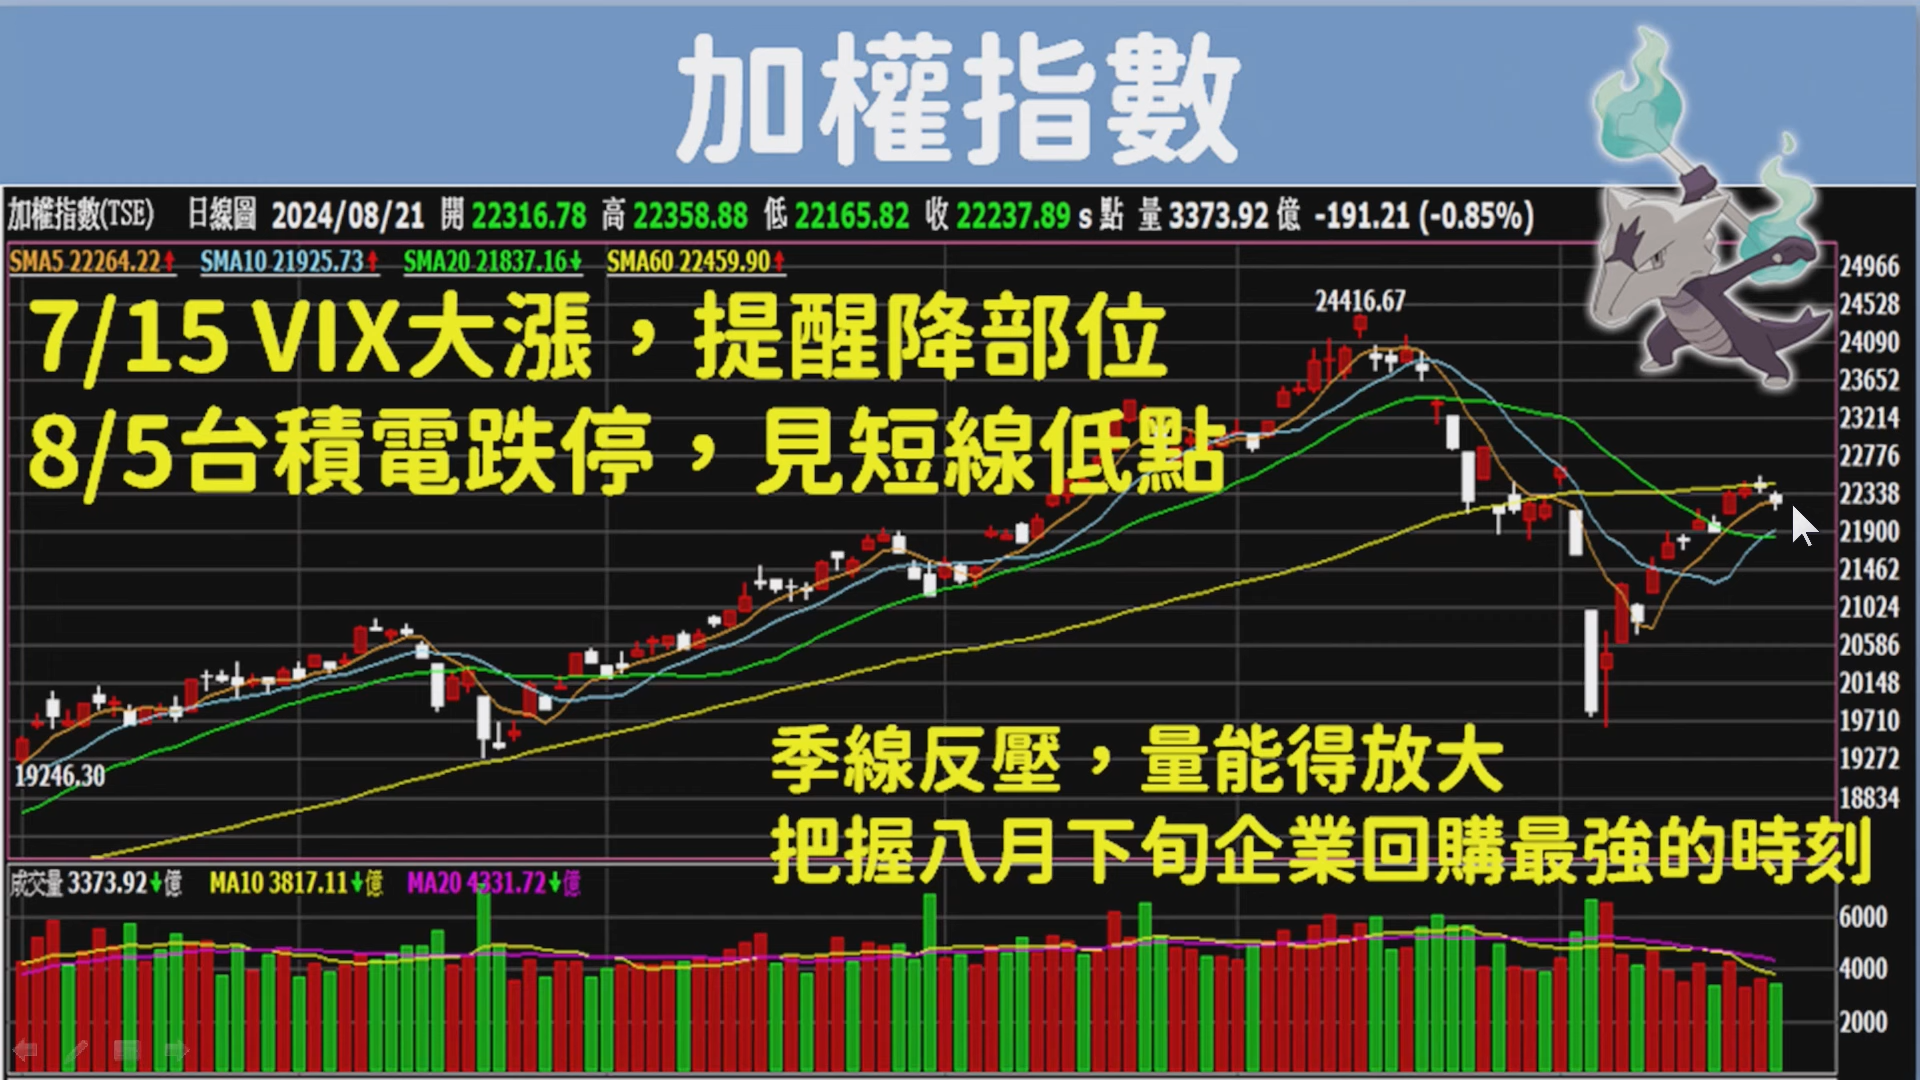 加權指數
加權指數(TSE) 日線圖 2024/08/21 開 22316.78 高 22358.88 低 22165.82 收 22237.89 s 點 量 3373.92 億 -191.21 (-0.85%)
SMA5 22264.22 SMA10 21925.73 SMA20 21837.16 SMA60 22459.90
7/15 VIX大漲，提醒降部位
8/5台積電跌停，見短線低點
24416.67
19246.30
季線反壓，量能得放大
把握八月下旬企業回購最強的時刻
24966
24528
24090
23652
23214
22776
22338
21900
21462
21024
20586
20148
19710
19272
18834
成交量 3373.92億 MA10 3817.11億 MA20 4331.72億
6000
4000
2000